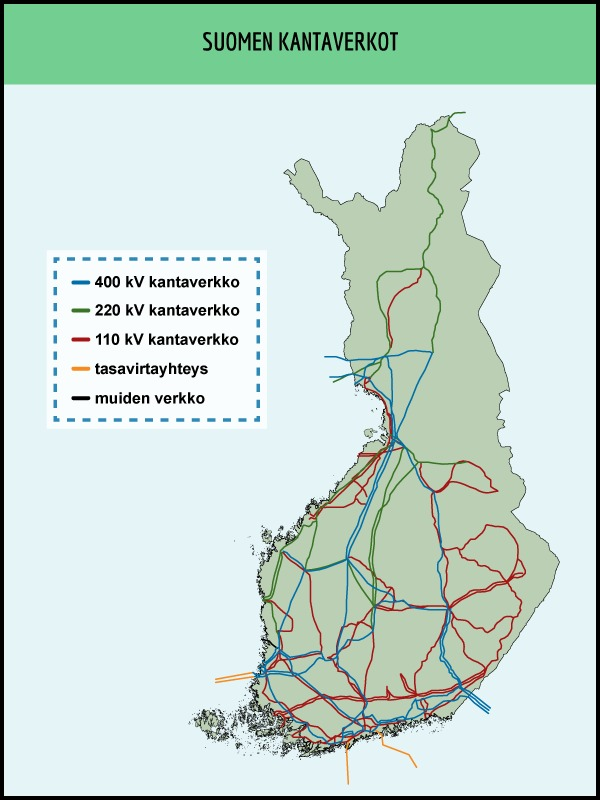 SUOMEN KANTAVERKOT
400 kV kantaverkko
220 kV kantaverkko
110 kV kantaverkko
tasavirtayhteys
muiden verkko